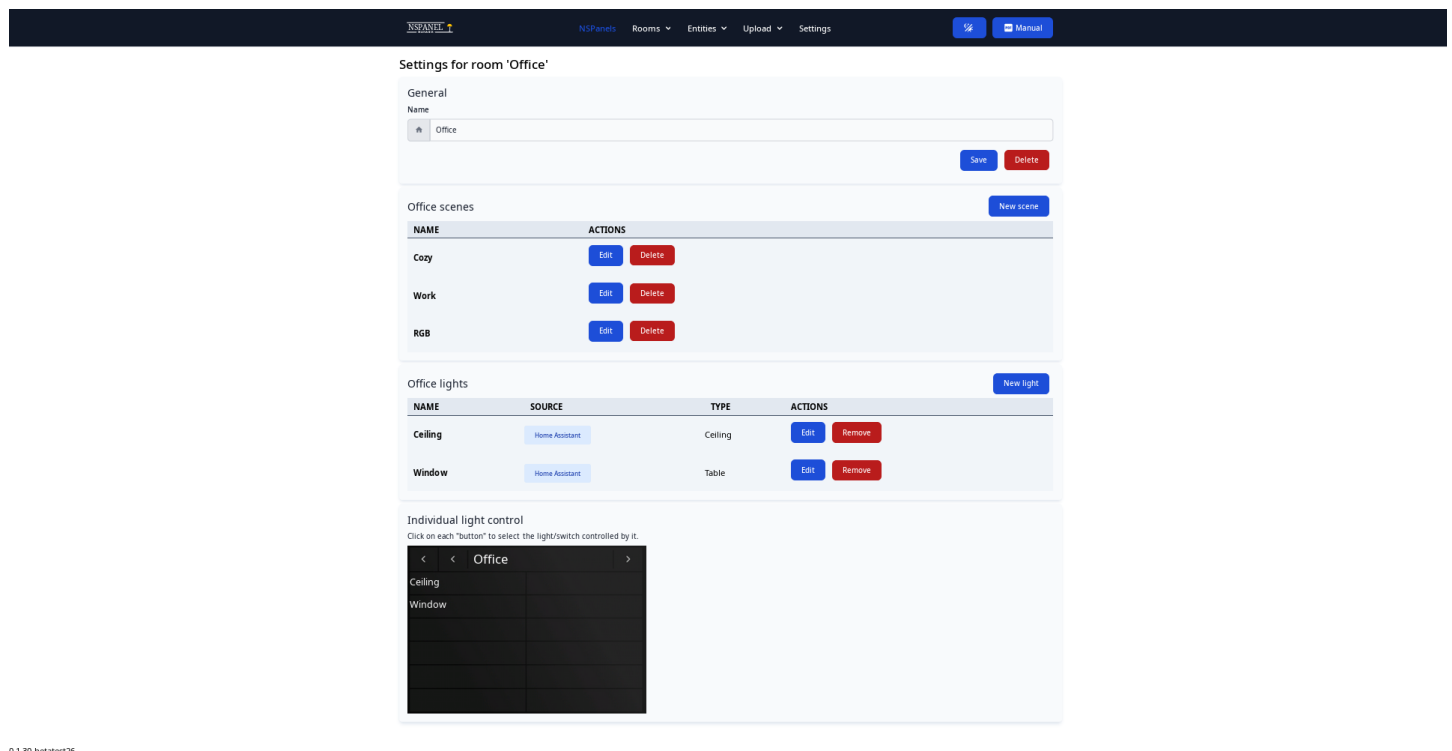 NSPANEL
NSPanels Rooms Entities Upload Settings
Manual
Settings for room 'Office'
General
Name
Office
Save Delete
Office scenes New scene
NAME ACTIONS
Cozy Edit Delete
Work Edit Delete
RGB Edit Delete
Office lights New light
NAME SOURCE TYPE ACTIONS
Ceiling Home Assistant Ceiling Edit Remove
Window Home Assistant Table Edit Remove
Individual light control
Click on each "button" to select the light/switch controlled by it.
Office
Ceiling
Window